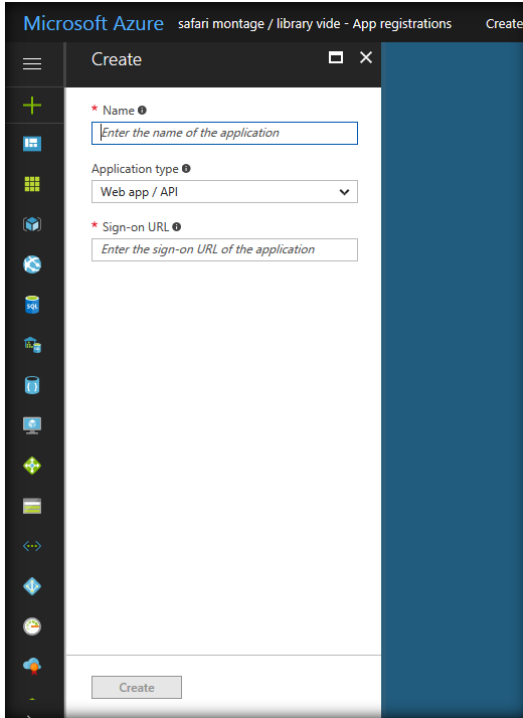 Microsoft Azure safari montage / library vide - App registrations Create
Create
* Name
Enter the name of the application
Application type
Web app / API
* Sign-on URL
Enter the sign-on URL of the application
SQL
Create